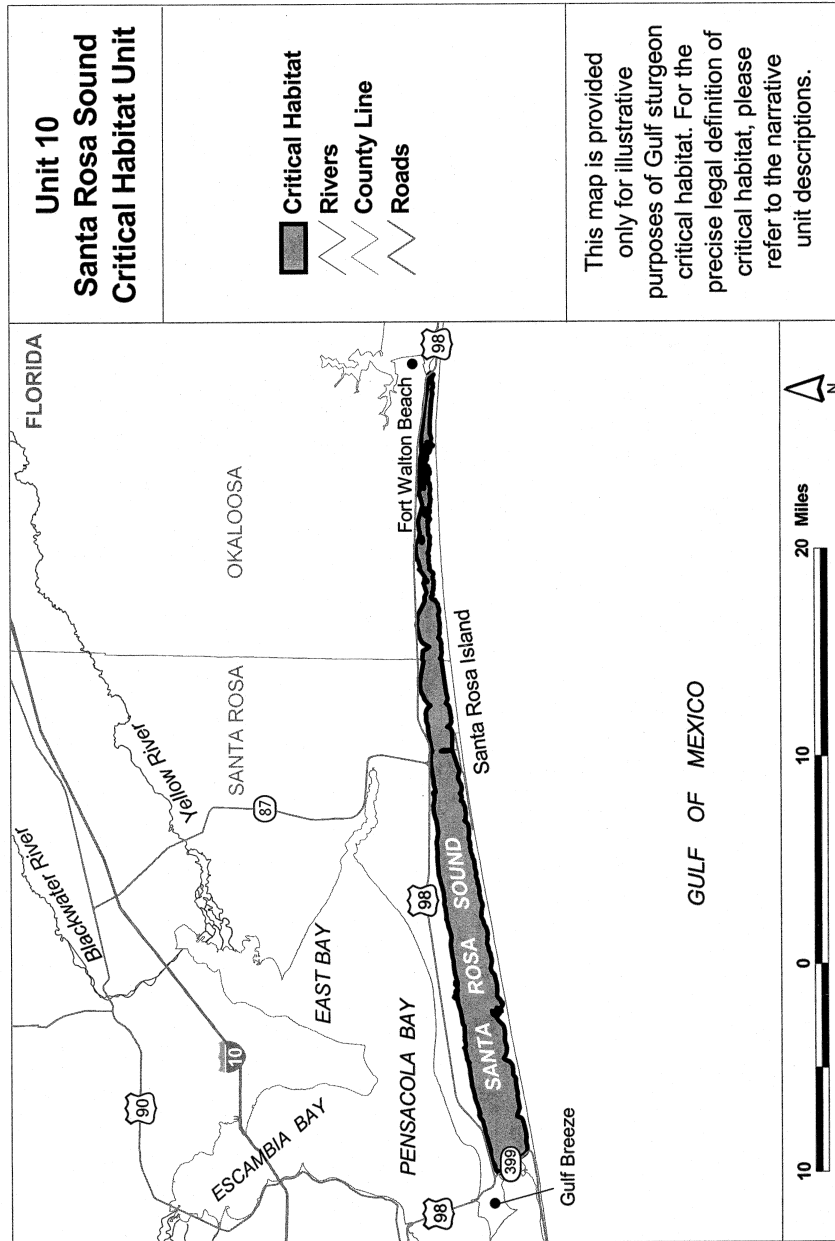 Unit 10
Santa Rosa Sound
Critical Habitat Unit
Critical Habitat
Rivers
County Line
Roads
This map is provided
only for illustrative
purposes of Gulf sturgeon
critical habitat. For the
precise legal definition of
critical habitat, please
refer to the narrative
unit descriptions.
FLORIDA
Blackwater River
Yellow River
OKALOOSA
SANTA ROSA
90
10
87
ESCAMBIA BAY
EAST BAY
PENSACOLA BAY
98
98
98
Fort Walton Beach
SANTA ROSA SOUND
399
Gulf Breeze
Santa Rosa Island
GULF OF MEXICO
10 0 10 20 Miles
N